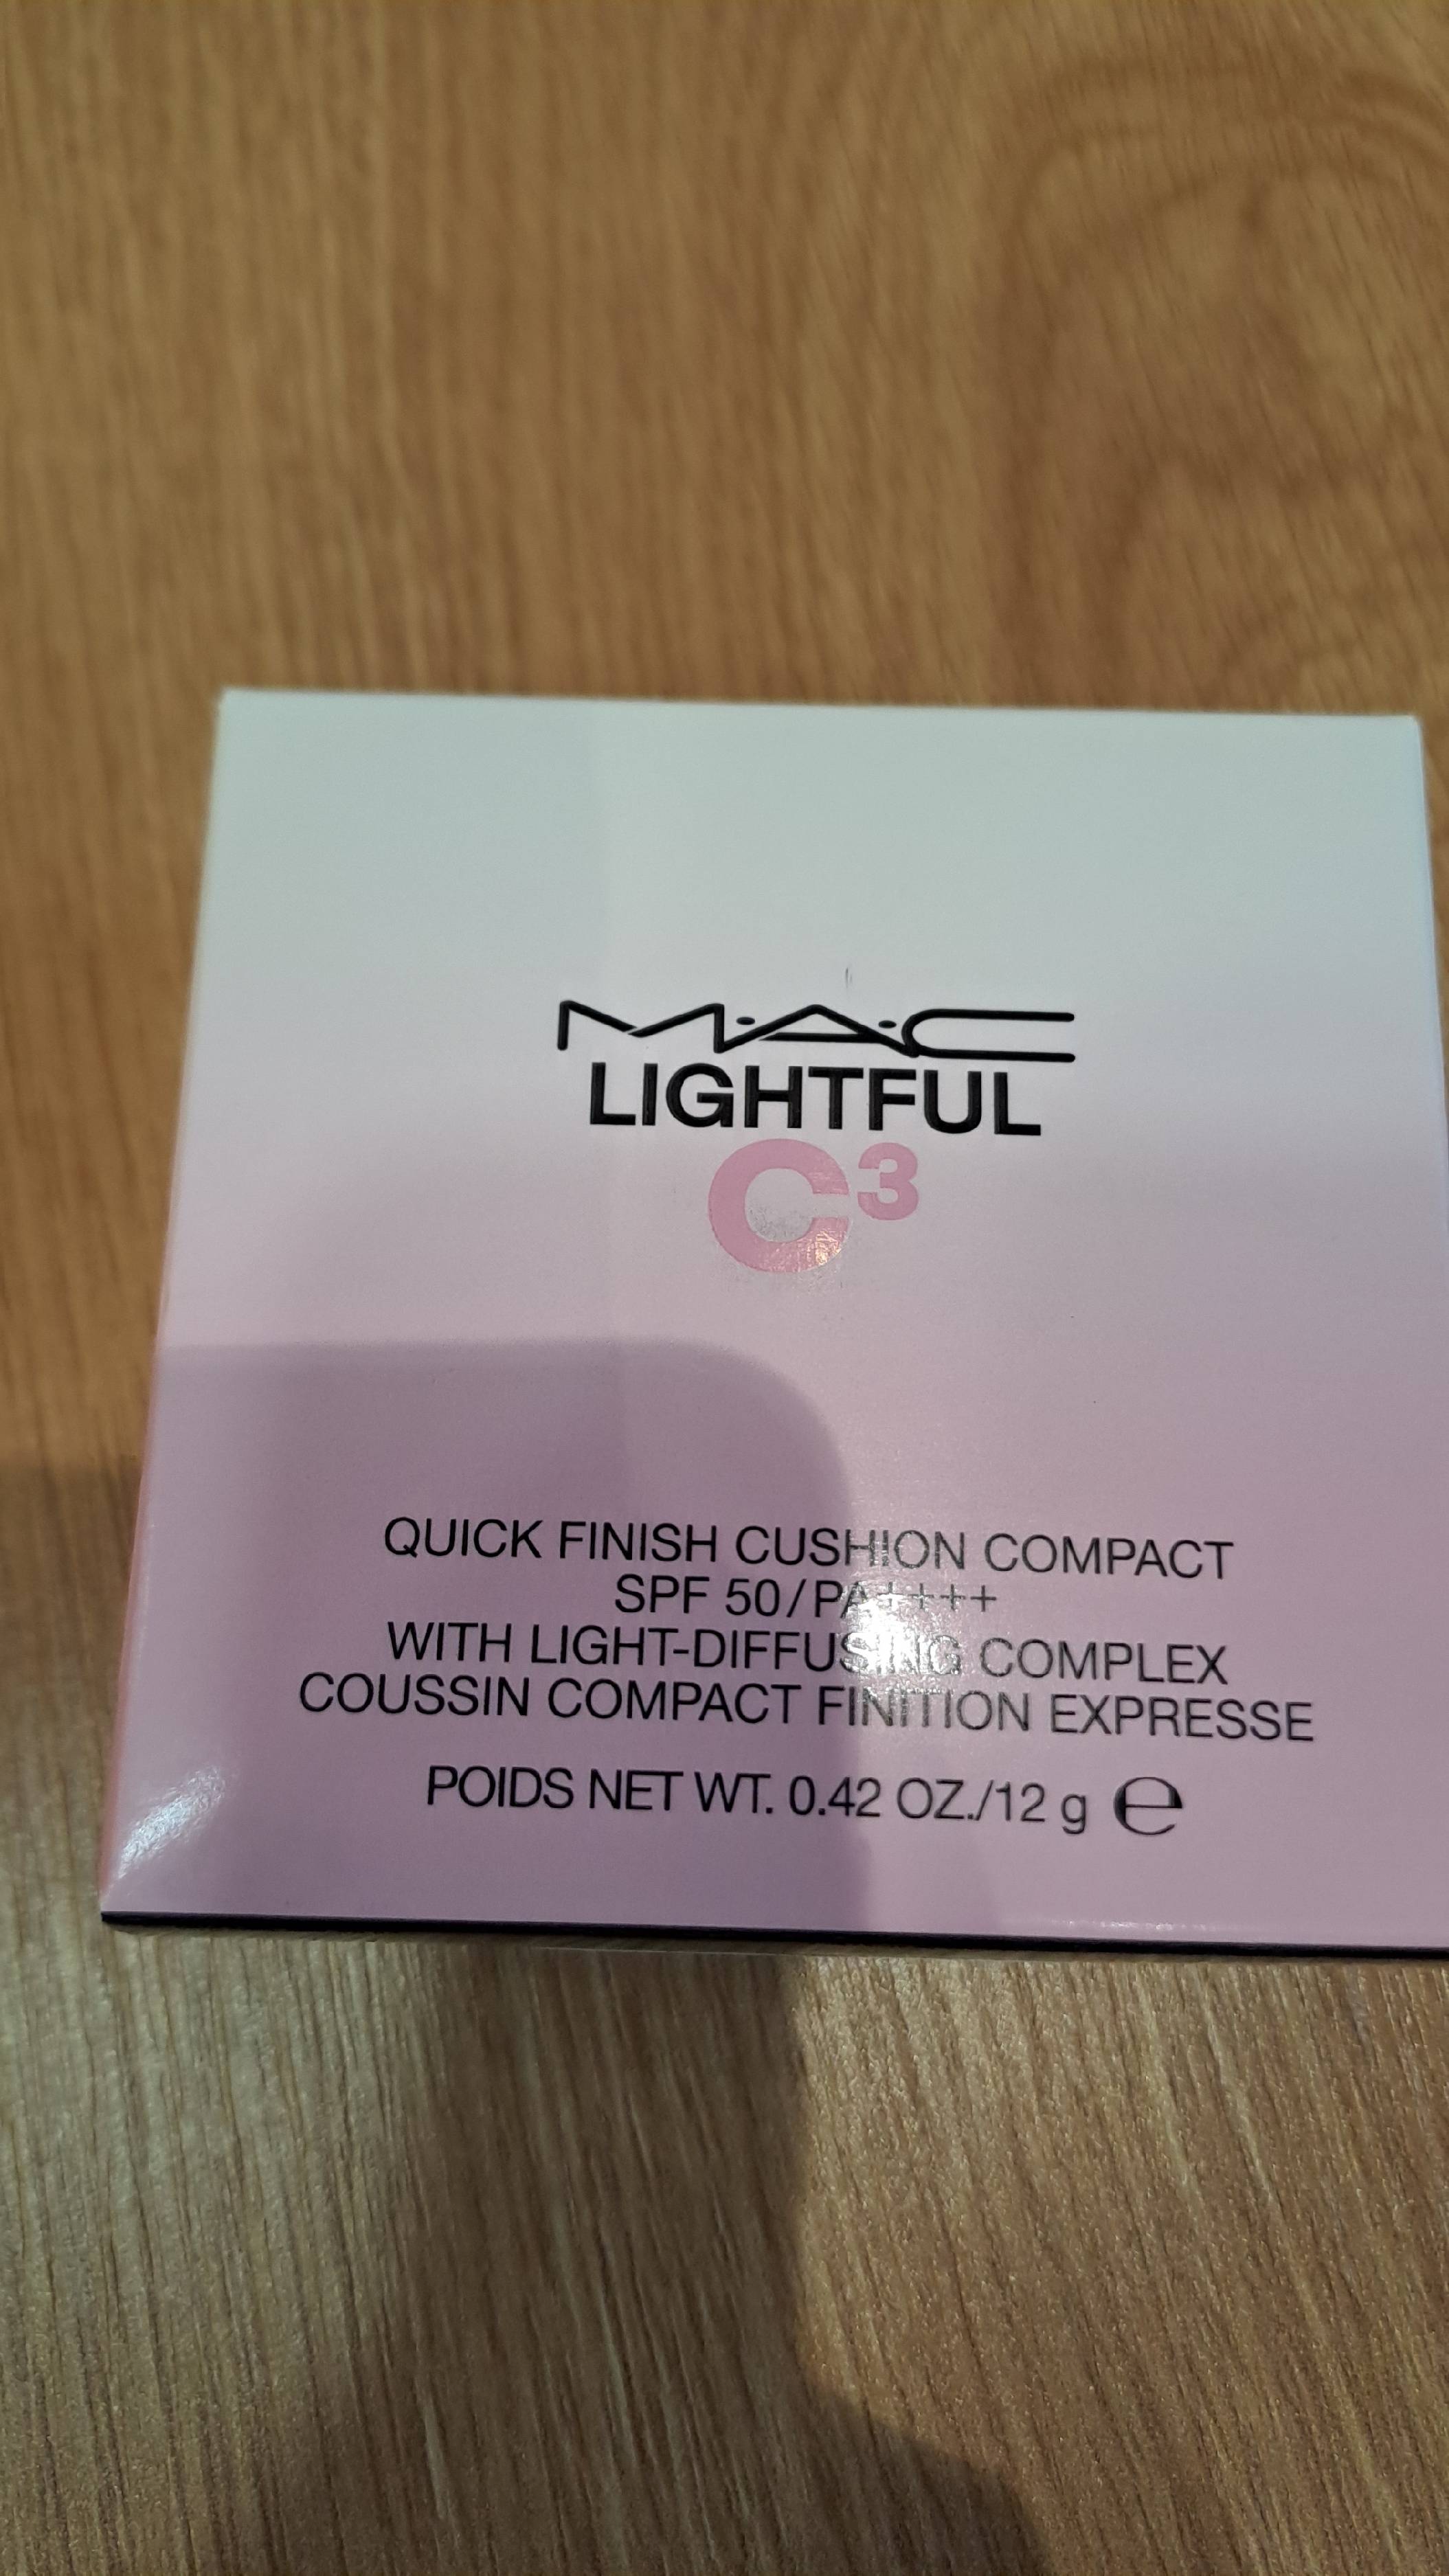 M·A·C
LIGHTFUL
C³
QUICK FINISH CUSHION COMPACT
SPF 50/PA++++
WITH LIGHT-DIFFUSING COMPLEX
COUSSIN COMPACT FINITION EXPRESSE
POIDS NET WT. 0.42 OZ./12 g ℮